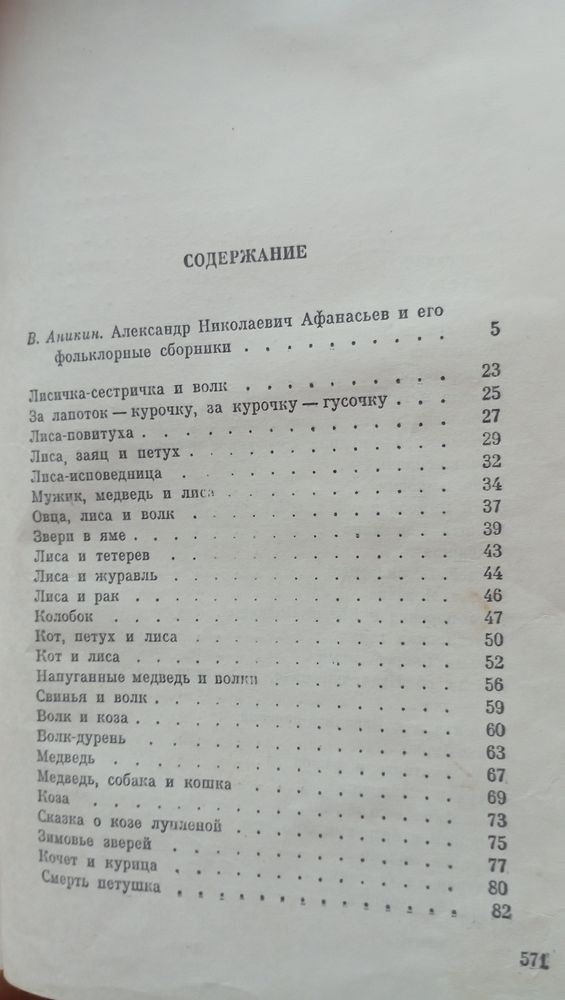 СОДЕРЖАНИЕ
В. Аникин. Александр Николаевич Афанасьев и его
фольклорные сборники . . . . . . . . . . 5
Лисичка-сестричка и волк . . . . . . . . . . 23
За лапоток — курочку, за курочку — гусочку . . . 25
Лиса-повитуха . . . . . . . . . . . . . . 27
Лиса, заяц и петух . . . . . . . . . . . . 29
Лиса-исповедница . . . . . . . . . . . . 32
Мужик, медведь и лиса . . . . . . . . . . 34
Овца, лиса и волк . . . . . . . . . . . . 37
Звери в яме . . . . . . . . . . . . . . 39
Лиса и тетерев . . . . . . . . . . . . . 43
Лиса и журавль . . . . . . . . . . . . . 44
Лиса и рак . . . . . . . . . . . . . . 46
Колобок . . . . . . . . . . . . . . . 47
Кот, петух и лиса . . . . . . . . . . . . 50
Кот и лиса . . . . . . . . . . . . . . 52
Напуганные медведь и волки . . . . . . . . 56
Свинья и волк . . . . . . . . . . . . . 59
Волк и коза . . . . . . . . . . . . . . 60
Волк-дурень . . . . . . . . . . . . . . 63
Медведь . . . . . . . . . . . . . . . 67
Медведь, собака и кошка . . . . . . . . . 69
Коза . . . . . . . . . . . . . . . . 73
Сказка о козе лупленой . . . . . . . . . . 75
Зимовье зверей . . . . . . . . . . . . . 77
Кочет и курица . . . . . . . . . . . . . 80
Смерть петушка . . . . . . . . . . . . . 82
571